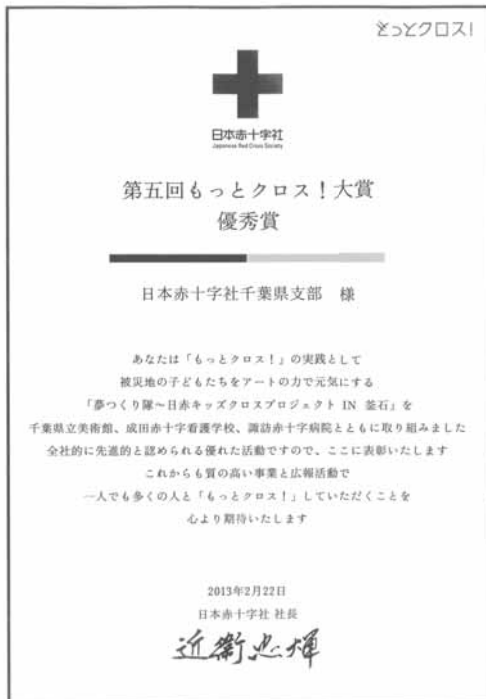 もっとクロス!
日本赤十字社
Japanese Red Cross Society
第五回もっとクロス!大賞
優秀賞
日本赤十字社千葉県支部 様
あなたは「もっとクロス!」の実践として
被災地の子どもたちをアートの力で元気にする
「夢つくり隊~日赤キッズクロスプロジェクト IN 釜石」を
千葉県立美術館、成田赤十字看護学校、諏訪赤十字病院とともに取り組みました
全社的に先進的と認められる優れた活動ですので、ここに表彰いたします
これからも質の高い事業と広報活動で
一人でも多くの人と「もっとクロス!」していただくことを
心より期待いたします
2013年2月22日
日本赤十字社 社長
近衞忠煇